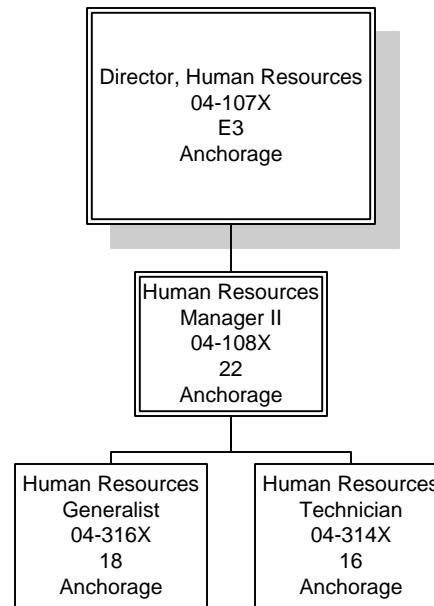 Director, Human Resources
04-107X
E3
Anchorage
Human Resources
Manager II
04-108X
22
Anchorage
Human Resources
Generalist
04-316X
18
Anchorage
Human Resources
Technician
04-314X
16
Anchorage